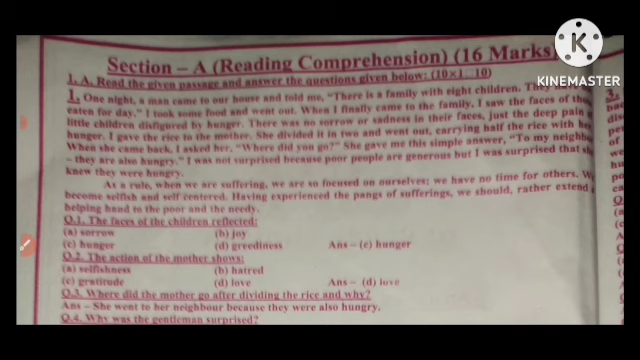 KINEMASTER
Section – A (Reading Comprehension) (16 Marks)
1. A. Read the given passage and answer the questions given below: (10×1=10)
1. One night, a man came to our house and told me, "There is a family with eight children. They
eaten for day." I took some food and went out. When I finally came to the family, I saw the faces of
little children disfigured by hunger. There was no sorrow or sadness in their faces, just the deep pain
hunger. I gave the rice to the mother. She divided it in two and went out, carrying half the rice with
When she came back, I asked her, "Where did you go?" She gave me this simple answer, "To my
– they are also hungry." I was not surprised because poor people are generous but I was surprised that
knew they were hungry.
As a rule, when we are suffering, we are so focused on ourselves; we have no time for others.
become selfish and self centered. Having experienced the pangs of sufferings, we should, rather extend
helping hand to the poor and the needy.
Q.1. The faces of the children reflected:
(a) sorrow (b) joy
(c) hunger (d) greediness Ans – (c) hunger
Q.2. The action of the mother shows:
(a) selfishness (b) hatred
(c) gratitude (d) love Ans – (d) love
Q.3. Where did the mother go after dividing the rice and why?
Ans – She went to her neighbour because they were also hungry.
Q.4. Why was the gentleman surprised?